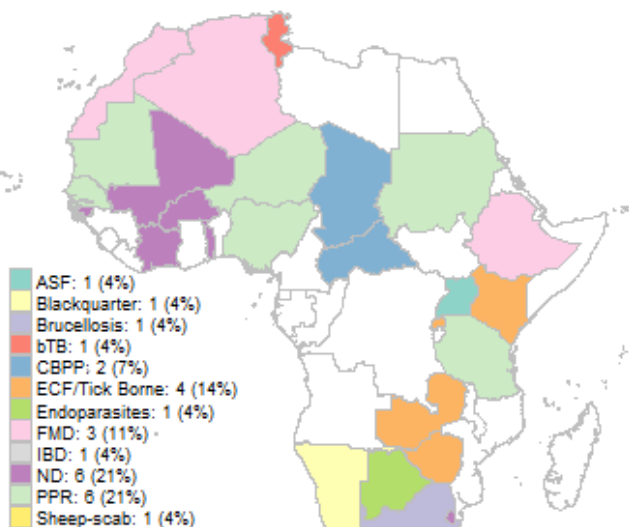 ASF: 1 (4%)
Blackquarter: 1 (4%)
Brucellosis: 1 (4%)
bTB: 1 (4%)
CBPP: 2 (7%)
ECF/Tick Borne: 4 (14%)
Endoparasites: 1 (4%)
FMD: 3 (11%)
IBD: 1 (4%)
ND: 6 (21%)
PPR: 6 (21%)
Sheep-scab: 1 (4%)